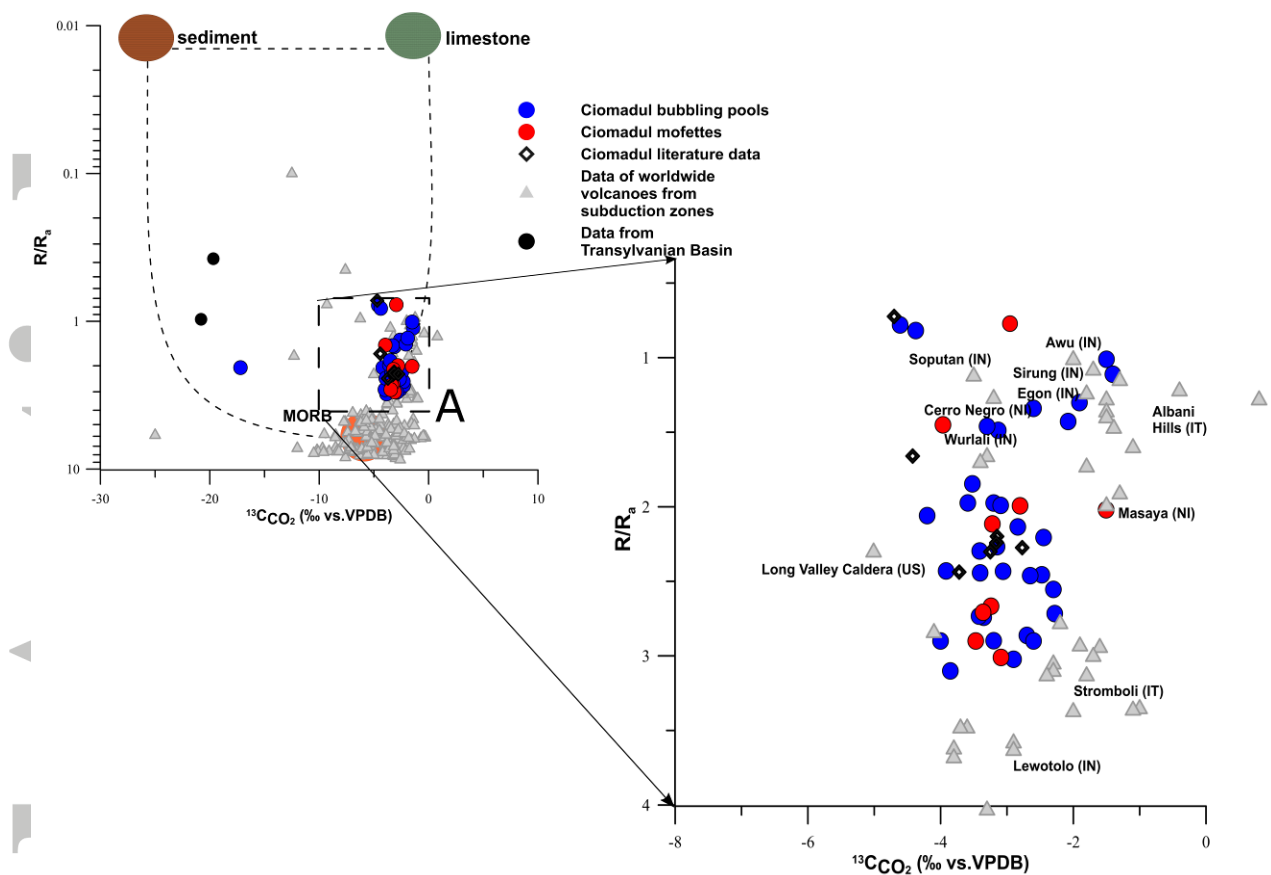 0.01
sediment
limestone
Ciomadul bubbling pools
Ciomadul mofettes
Ciomadul literature data
Data of worldwide
volcanoes from
subduction zones
Data from
Transylvanian Basin
0.1
R/Ra
1
MORB
A
10
-30
-20
-10
0
10
13CCO2 (‰ vs.VPDB)
R/Ra
1
Awu (IN)
Soputan (IN)
Sirung (IN)
Egon (IN)
Cerro Negro (NI)
Albani
Hills (IT)
Wurlali (IN)
2
Masaya (NI)
Long Valley Caldera (US)
3
Stromboli (IT)
Lewotolo (IN)
4
-8
-6
-4
-2
0
13CCO2 (‰ vs.VPDB)